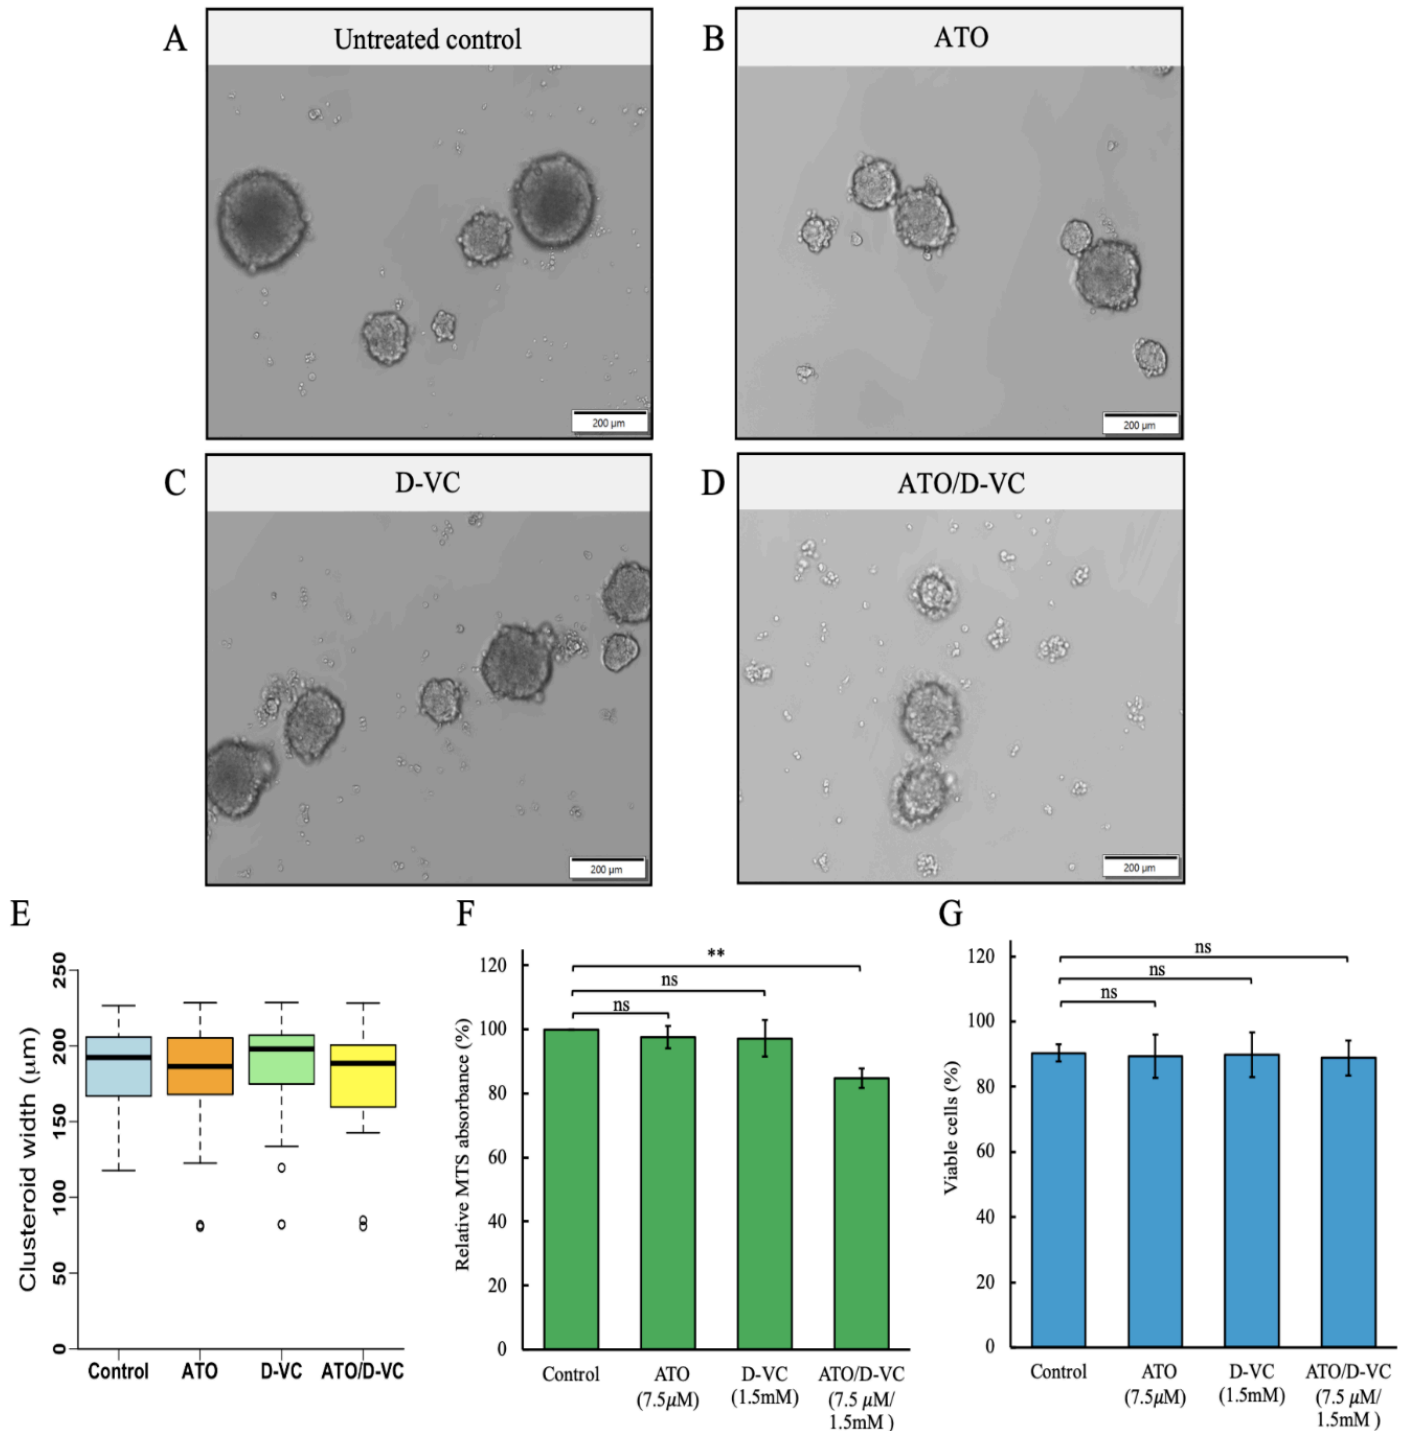 A
Untreated control
200 µm
B
ATO
200 µm
C
D-VC
200 µm
D
ATO/D-VC
200 µm
E
Clusteroid width (µm)
250
200
150
100
50
0
Control
ATO
D-VC
ATO/D-VC
F
Relative MTS absorbance (%)
120
100
80
60
40
20
0
**
ns
ns
Control
ATO
(7.5µM)
D-VC
(1.5mM)
ATO/D-VC
(7.5 µM/
1.5mM )
G
Viable cells (%)
120
100
80
60
40
20
0
ns
ns
ns
Control
ATO
(7.5µM)
D-VC
(1.5mM)
ATO/D-VC
(7.5 µM/
1.5mM )